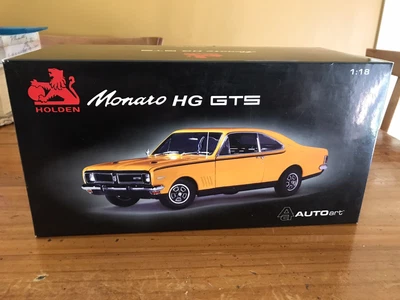 1:18
HOLDEN
Monaro HG GTS
AUTOart